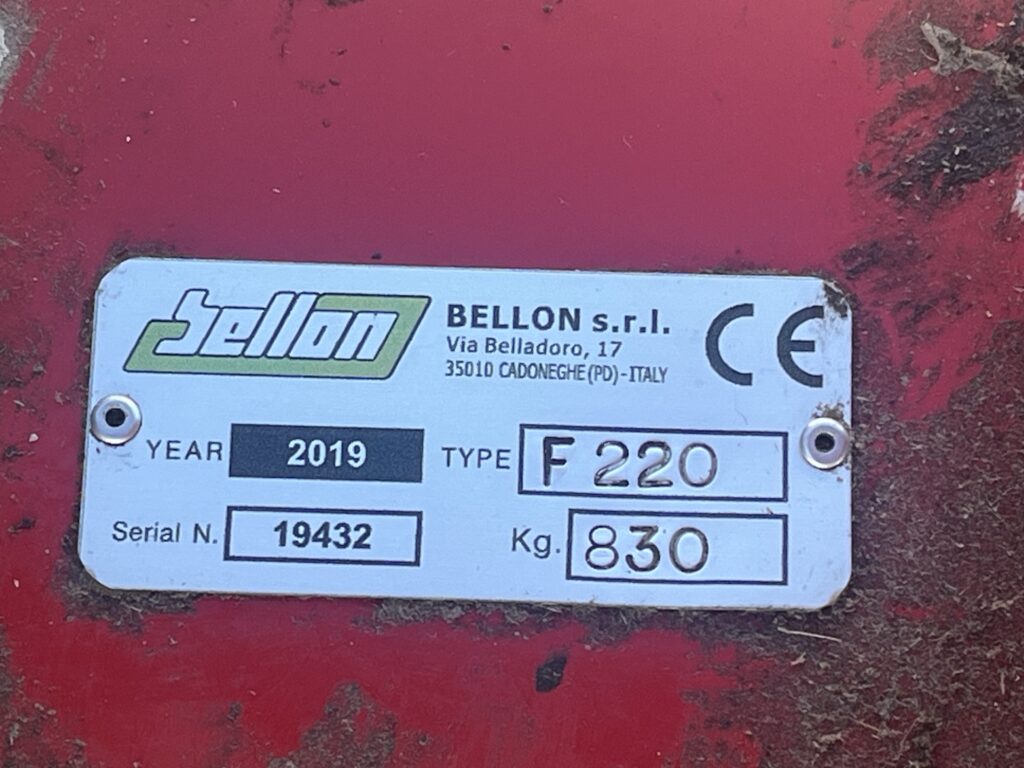 bellon
BELLON s.r.l.
Via Belladoro, 17
35010 CADONEGHE (PD) - ITALY
CE
YEAR 2019
TYPE F 220
Serial N. 19432
Kg. 830